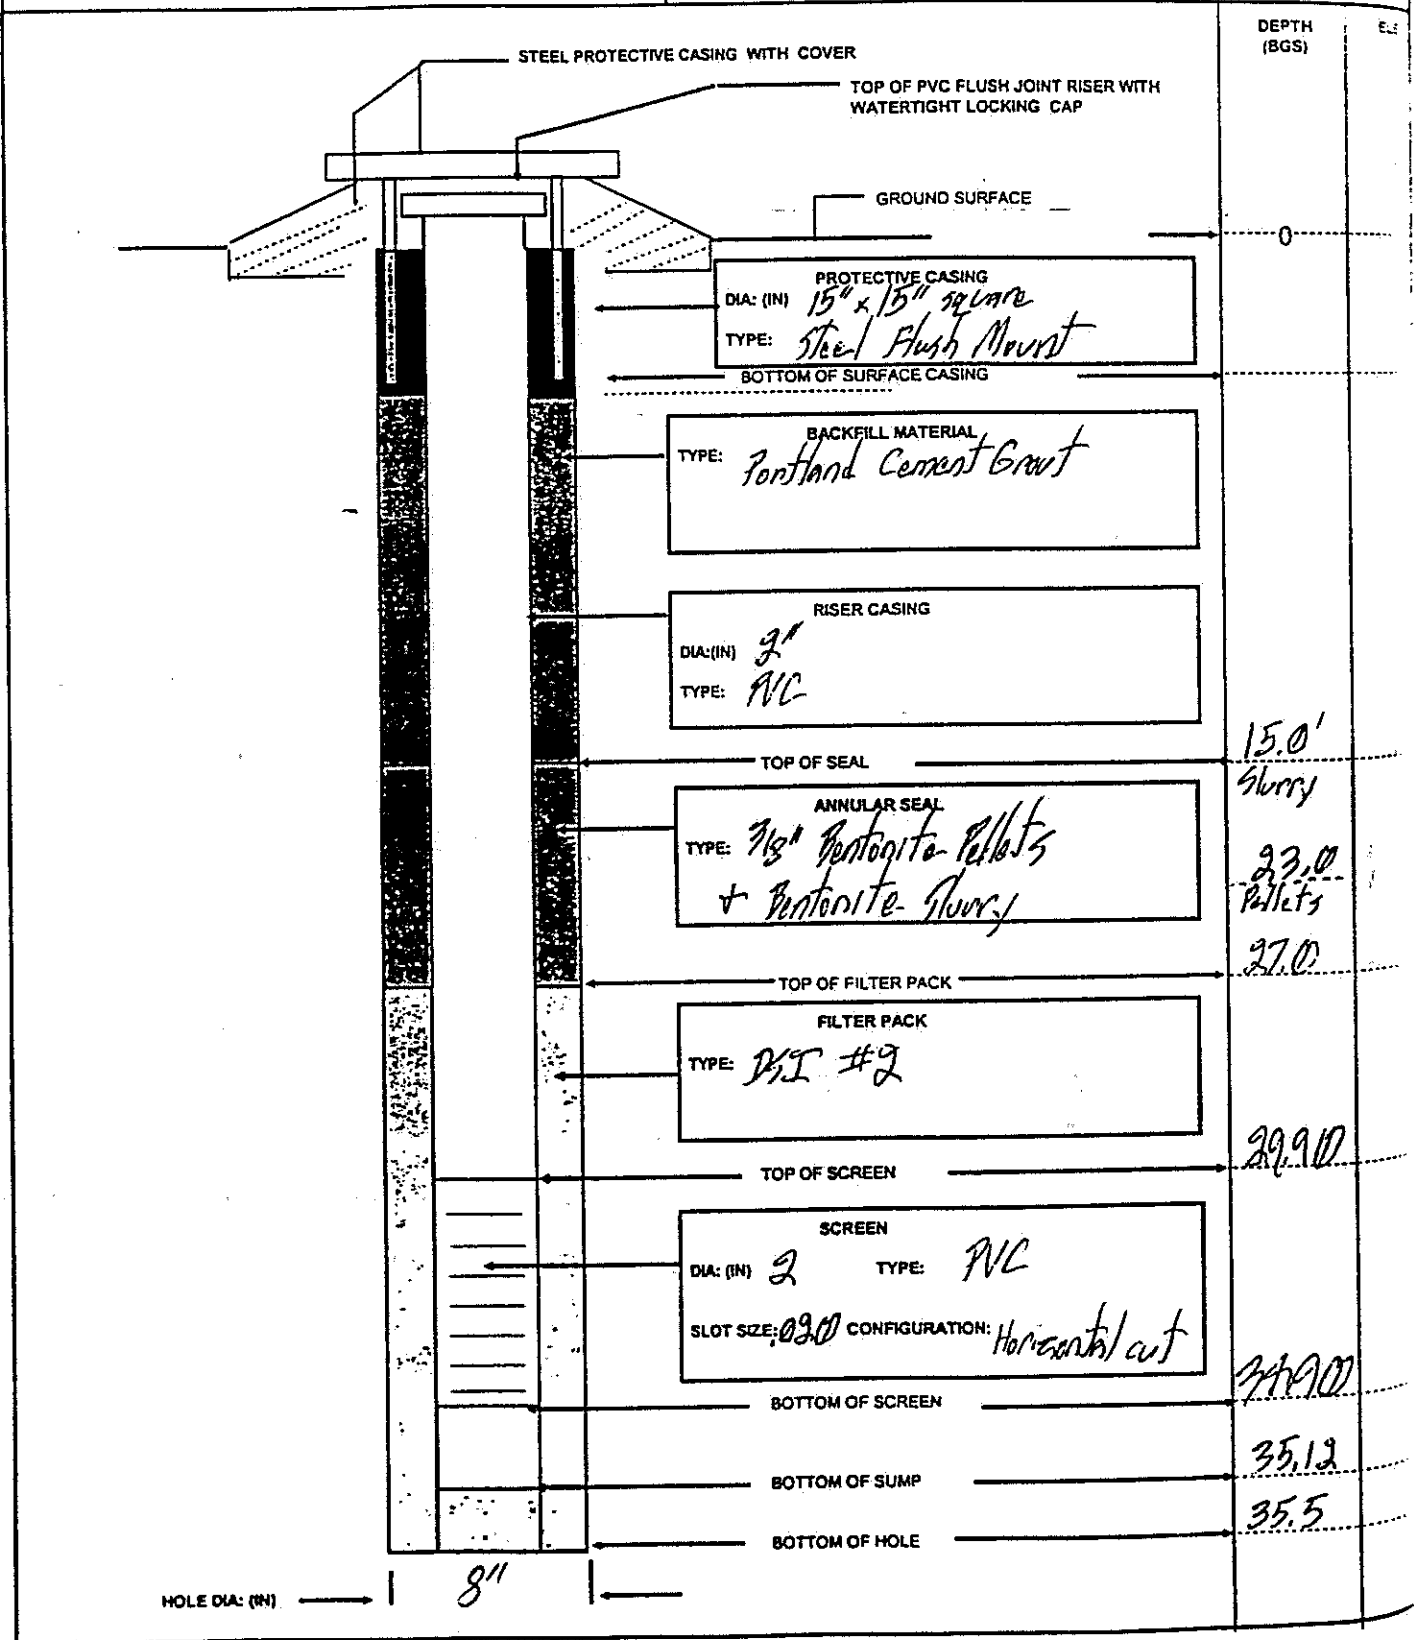 DEPTH
(BGS)
STEEL PROTECTIVE CASING WITH COVER
TOP OF PVC FLUSH JOINT RISER WITH
WATERTIGHT LOCKING CAP
GROUND SURFACE
0
PROTECTIVE CASING
DIA: (IN) 15" x 15" square
TYPE: Steel Flush Mount
BOTTOM OF SURFACE CASING
BACKFILL MATERIAL
TYPE: Portland Cement Grout
RISER CASING
DIA:(IN) 2"
TYPE: PVC
15.0'
TOP OF SEAL
Slurry
ANNULAR SEAL
TYPE: 3/8" Bentonite Pellets
+ Bentonite Slurry
23.0
Pellets
27.0
TOP OF FILTER PACK
FILTER PACK
TYPE: DSI #2
29.90
TOP OF SCREEN
SCREEN
DIA: (IN) 2 TYPE: PVC
SLOT SIZE: .020 CONFIGURATION: Horizontal cut
34.90
BOTTOM OF SCREEN
35.12
BOTTOM OF SUMP
35.5
BOTTOM OF HOLE
HOLE DIA: (IN) 8"